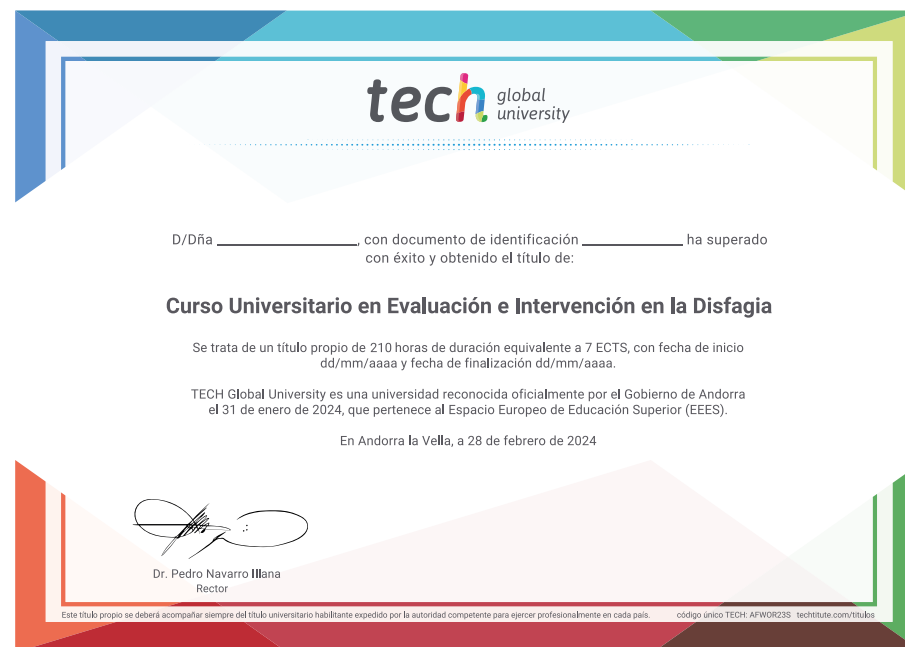 tech global university
D/Dña ____________________, con documento de identificación ______________ ha superado
con éxito y obtenido el título de:
Curso Universitario en Evaluación e Intervención en la Disfagia
Se trata de un título propio de 210 horas de duración equivalente a 7 ECTS, con fecha de inicio
dd/mm/aaaa y fecha de finalización dd/mm/aaaa.
TECH Global University es una universidad reconocida oficialmente por el Gobierno de Andorra
el 31 de enero de 2024, que pertenece al Espacio Europeo de Educación Superior (EEES).
En Andorra la Vella, a 28 de febrero de 2024
Dr. Pedro Navarro Illana
Rector
Este título propio se deberá acompañar siempre del título universitario habilitante expedido por la autoridad competente para ejercer profesionalmente en cada país. código único TECH: AFWOR23S techtitute.com/titulos